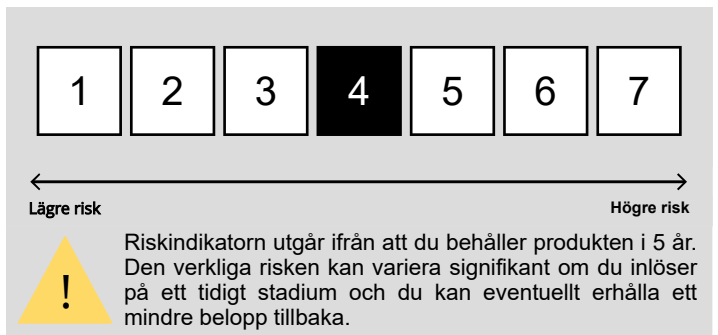 1 2 3 4 5 6 7
Lägre risk Högre risk
!
Riskindikatorn utgår ifrån att du behåller produkten i 5 år.
Den verkliga risken kan variera signifikant om du inlöser
på ett tidigt stadium och du kan eventuellt erhålla ett
mindre belopp tillbaka.